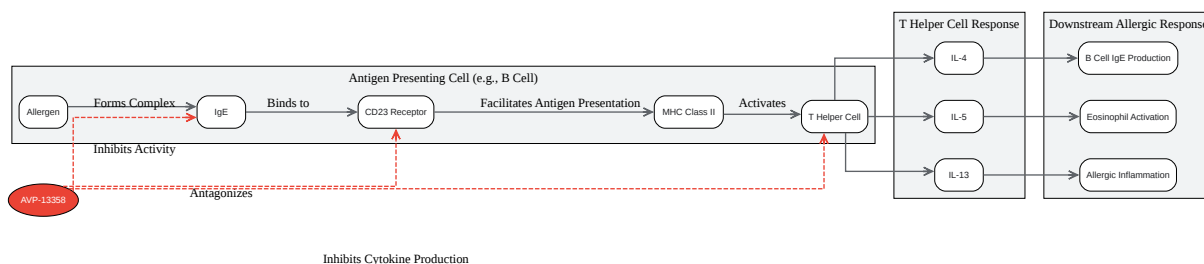 T Helper Cell Response
Downstream Allergic Response
IL-4
B Cell IgE Production
Antigen Presenting Cell (e.g., B Cell)
Allergen
Forms Complex
IgE
Binds to
CD23 Receptor
Facilitates Antigen Presentation
MHC Class II
Activates
T Helper Cell
IL-5
Eosinophil Activation
Inhibits Activity
IL-13
Allergic Inflammation
Antagonizes
AVP-13358
Inhibits Cytokine Production